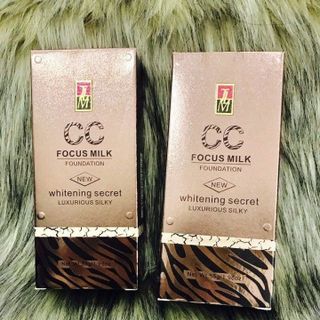 CC
FOCUS MILK
FOUNDATION
NEW
whitening secret
LUXURIOUS SILKY
CC
FOCUS MILK
FOUNDATION
NEW
whitening secret
LUXURIOUS SILKY